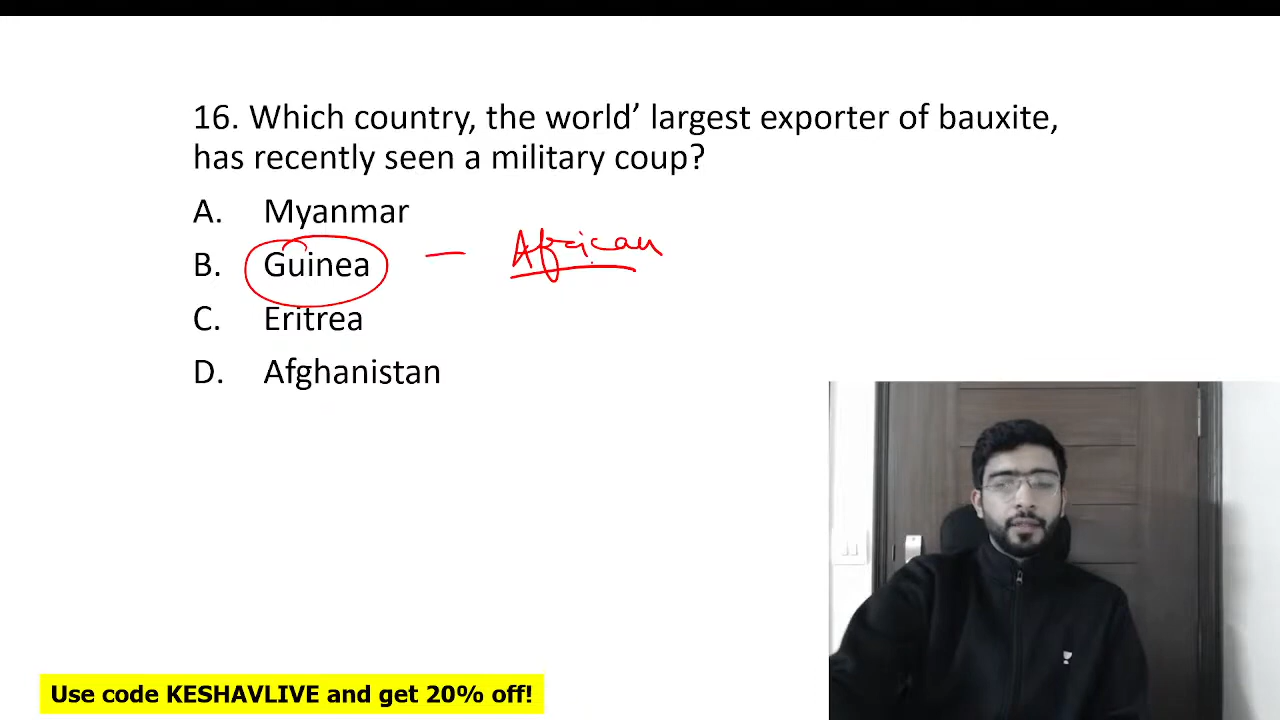 16. Which country, the world’ largest exporter of bauxite,
has recently seen a military coup?
A. Myanmar
B. Guinea — African
C. Eritrea
D. Afghanistan
Use code KESHAVLIVE and get 20% off!